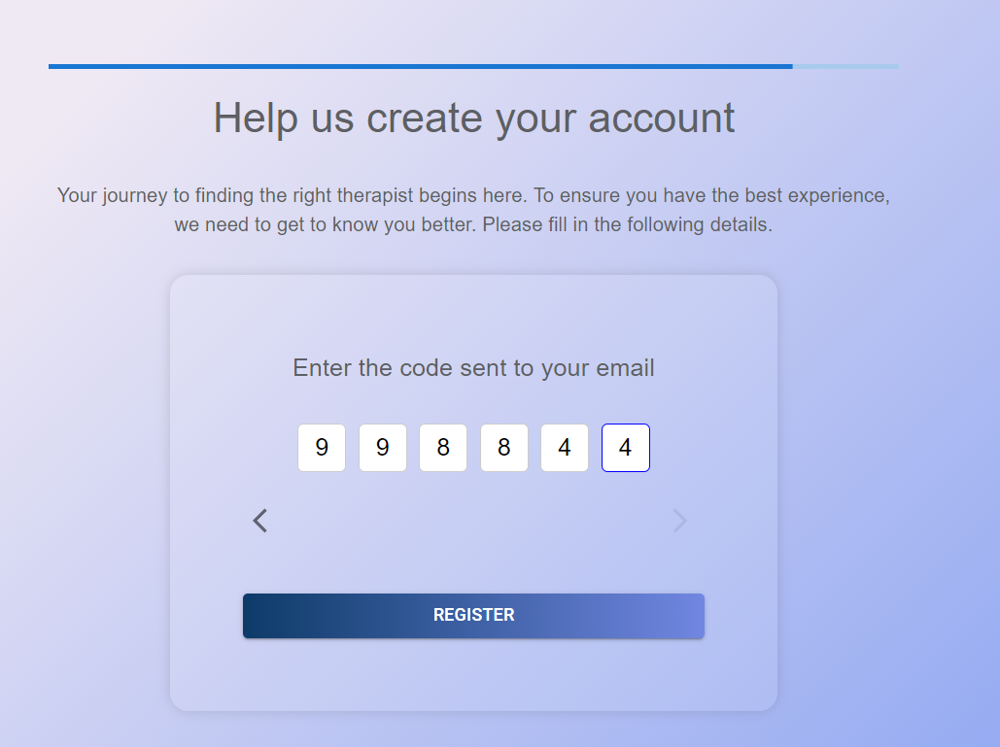 Help us create your account
Your journey to finding the right therapist begins here. To ensure you have the best experience,
we need to get to know you better. Please fill in the following details.
Enter the code sent to your email
9 9 8 8 4 4
REGISTER